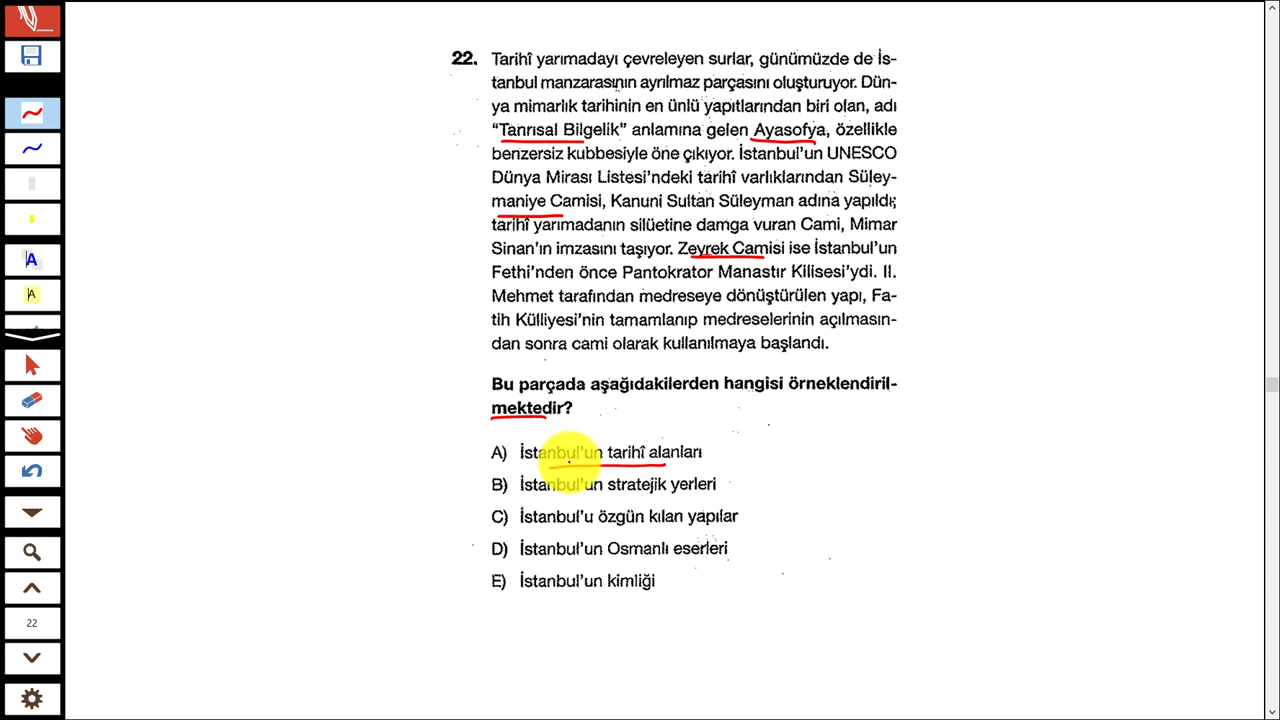 22. Tarihî yarımadayı çevreleyen surlar, günümüzde de İs-
tanbul manzarasının ayrılmaz parçasını oluşturuyor. Dün-
ya mimarlık tarihinin en ünlü yapıtlarından biri olan, adı
“Tanrısal Bilgelik” anlamına gelen Ayasofya, özellikle
benzersiz kubbesiyle öne çıkıyor. İstanbul’un UNESCO
Dünya Mirası Listesi’ndeki tarihî varlıklarından Süley-
maniye Camisi, Kanuni Sultan Süleyman adına yapıldı;
tarihî yarımadanın silüetine damga vuran Cami, Mimar
Sinan’ın imzasını taşıyor. Zeyrek Camisi ise İstanbul’un
Fethi’nden önce Pantokrator Manastır Kilisesi’ydi. II.
Mehmet tarafından medreseye dönüştürülen yapı, Fa-
tih Külliyesi’nin tamamlanıp medreselerinin açılmasın-
dan sonra cami olarak kullanılmaya başlandı.
Bu parçada aşağıdakilerden hangisi örneklendiril-
mektedir?
A) İstanbul’un tarihî alanları
B) İstanbul’un stratejik yerleri
C) İstanbul’u özgün kılan yapılar
D) İstanbul’un Osmanlı eserleri
E) İstanbul’un kimliği
A
A
22